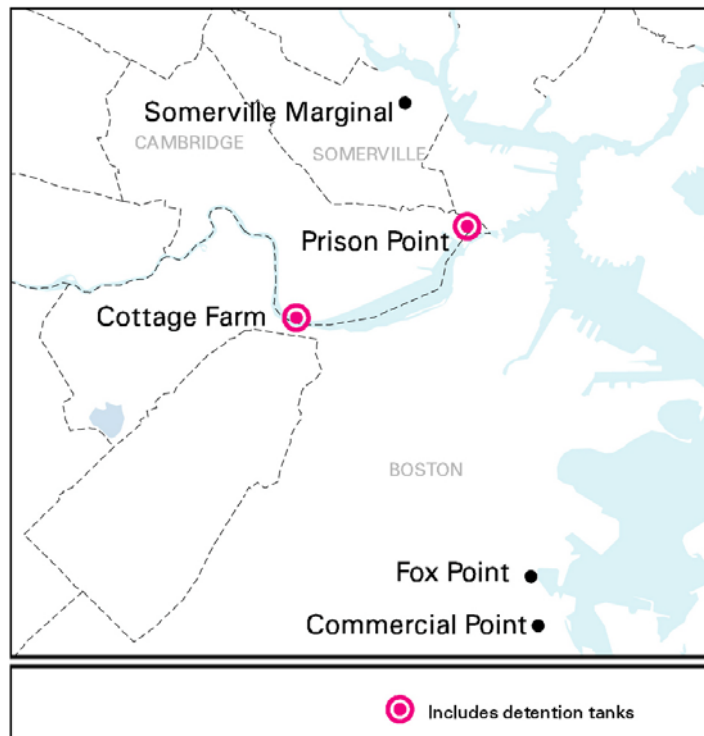 Somerville Marginal
CAMBRIDGE
SOMERVILLE
Prison Point
Cottage Farm
BOSTON
Fox Point
Commercial Point
Includes detention tanks